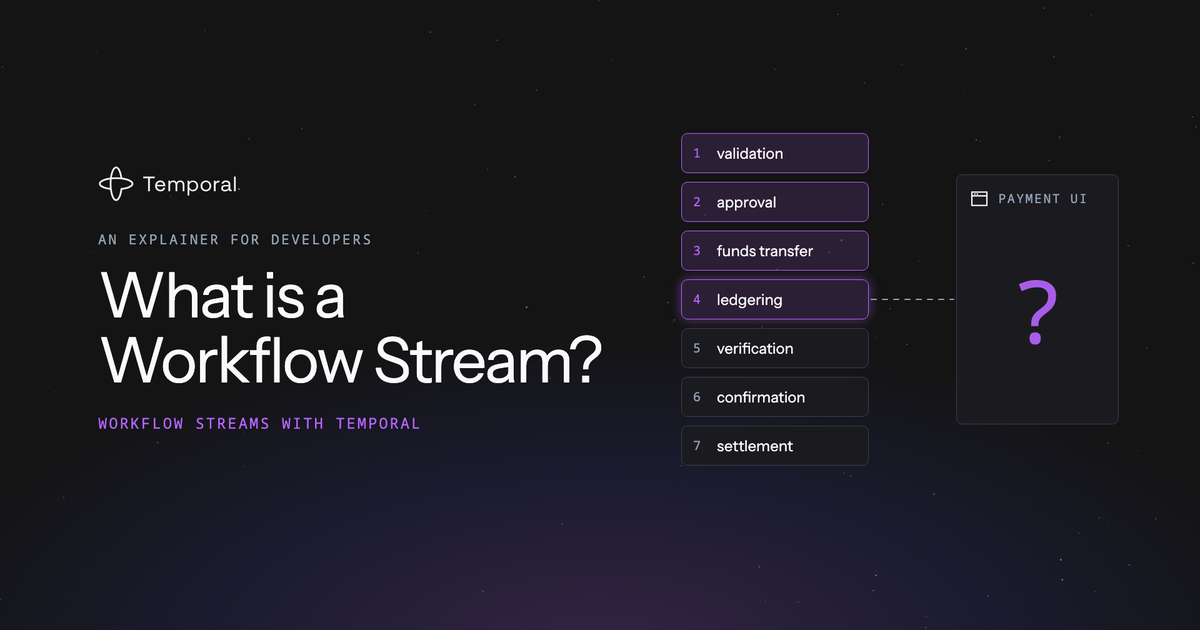 Temporal
AN EXPLAINER FOR DEVELOPERS
What is a
Workflow Stream?
WORKFLOW STREAMS WITH TEMPORAL
1 validation
2 approval
3 funds transfer
4 ledgering
5 verification
6 confirmation
7 settlement
PAYMENT UI
?